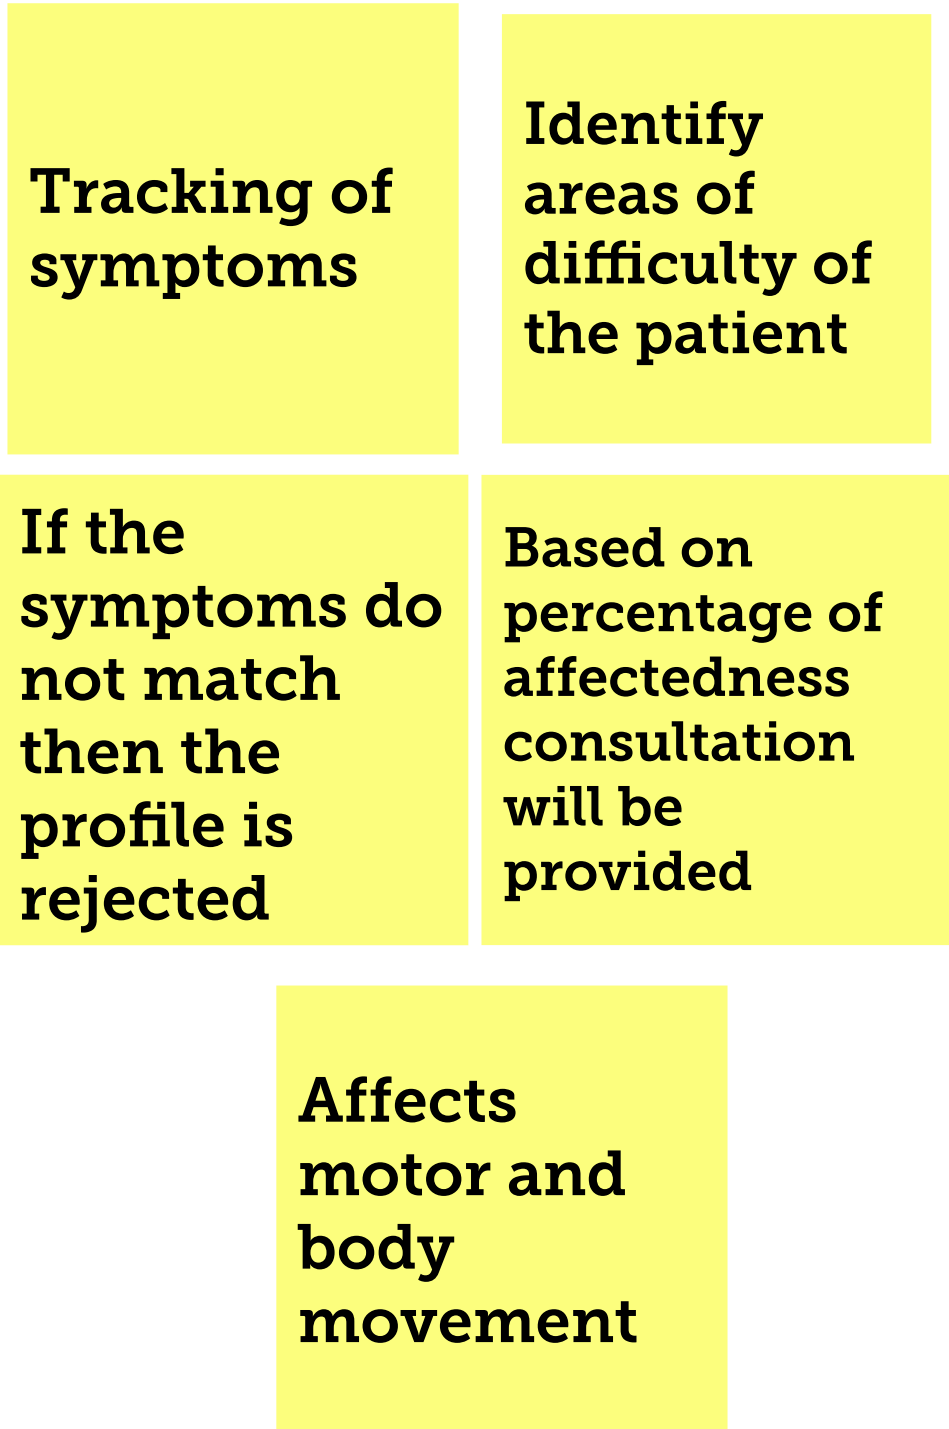 Tracking of
symptoms
Identify
areas of
difficulty of
the patient
If the
symptoms do
not match
then the
profile is
rejected
Based on
percentage of
affectedness
consultation
will be
provided
Affects
motor and
body
movement